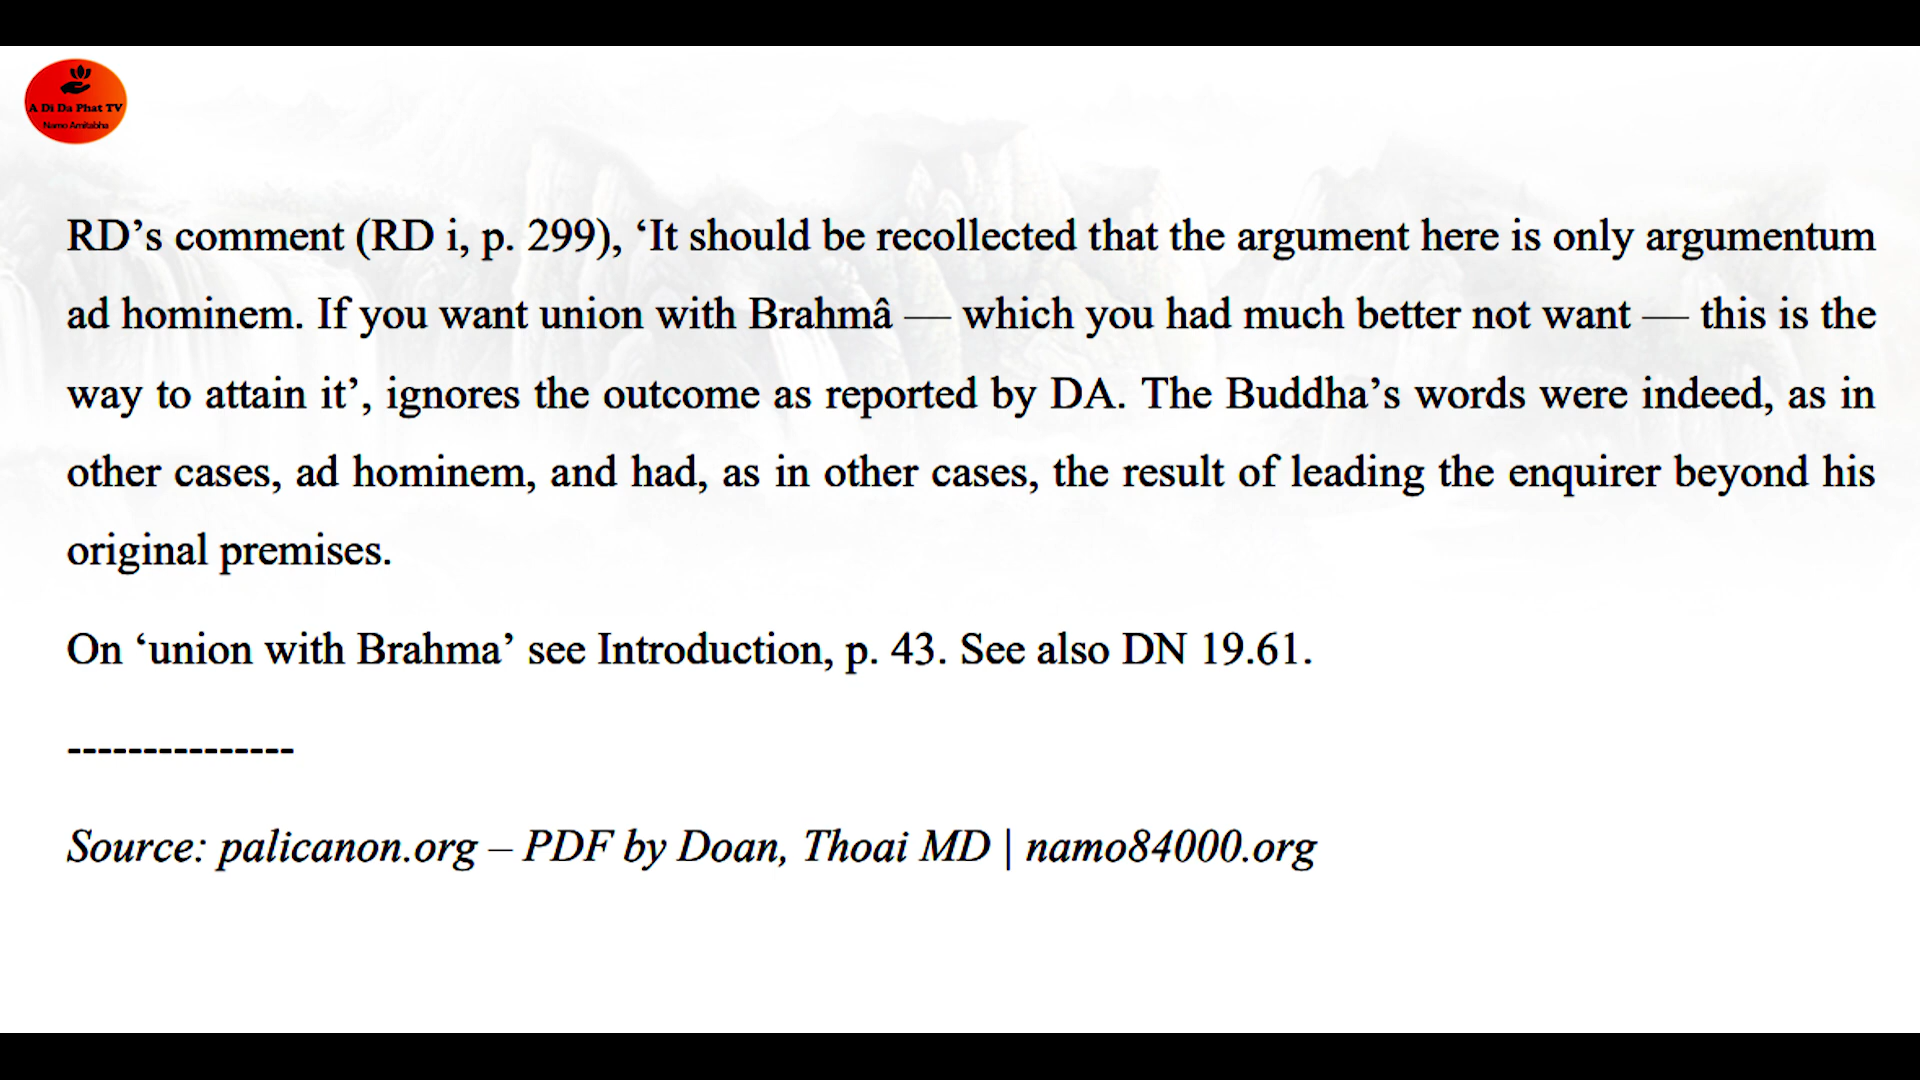 A Di Da Phat TV
Namo Amitabha
RD’s comment (RD i, p. 299), ‘It should be recollected that the argument here is only argumentum
ad hominem. If you want union with Brahmâ — which you had much better not want — this is the
way to attain it’, ignores the outcome as reported by DA. The Buddha’s words were indeed, as in
other cases, ad hominem, and had, as in other cases, the result of leading the enquirer beyond his
original premises.
On ‘union with Brahma’ see Introduction, p. 43. See also DN 19.61.
---------------
Source: palicanon.org – PDF by Doan, Thoai MD | namo84000.org